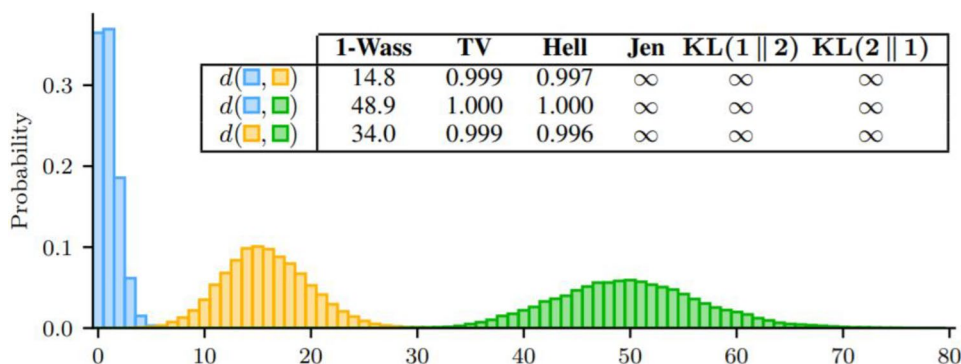 1-Wass TV Hell Jen KL(1 ∥ 2) KL(2 ∥ 1)
d(■, ■) 14.8 0.999 0.997 ∞ ∞ ∞
d(■, ■) 48.9 1.000 1.000 ∞ ∞ ∞
d(■, ■) 34.0 0.999 0.996 ∞ ∞ ∞
Probability
0.3
0.2
0.1
0.0
0 10 20 30 40 50 60 70 80